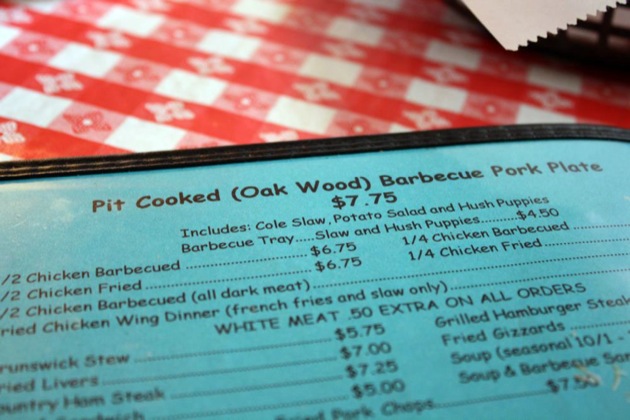 Pit Cooked (Oak Wood) Barbecue Pork Plate
$7.75
Includes: Cole Slaw, Potato Salad and Hush Puppies
Barbecue Tray.....Slaw and Hush Puppies.........$4.50
/2 Chicken Barbecued ........................ $6.75
/2 Chicken Fried ........................ $6.75
1/4 Chicken Barbecued
1/4 Chicken Fried
/2 Chicken Barbecued (all dark meat)
ried Chicken Wing Dinner (french fries and slaw only)
WHITE MEAT .50 EXTRA ON ALL ORDERS
runswick Stew ........................ $5.75
ried Livers ........................ $7.00
untry Ham Steak ........................ $7.25
$5.00
Grilled Hamburger Steak
Fried Gizzards
Soup (seasonal 10/1 -
Soup & Barbecue
Pork Chops